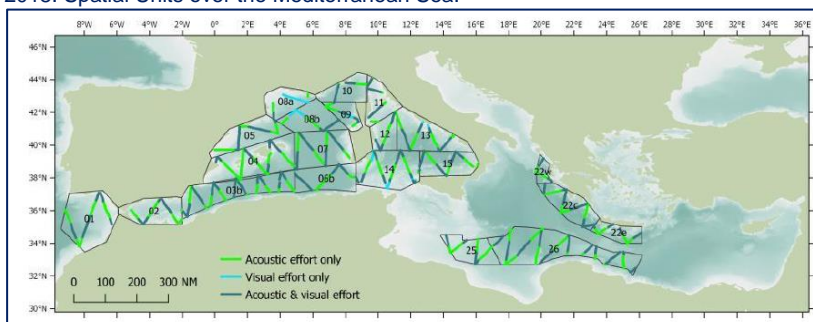 2018. Spatial Units over the Mediterranean Sea.
8°W 6°W 4°W 2°W 0° 2°E 4°E 6°E 8°E 10°E 12°E 14°E 16°E 18°E 20°E 22°E 24°E 26°E 28°E 30°E 32°E 34°E 36°E
46°N
44°N
10
08a
11
42°N
08b
09
05
12
13
40°N
07
04
14
15
38°N
22w
03b
06b
36°N
01
02
22c
22e
34°N
25
26
Acoustic effort only
32°N
Visual effort only
0 100 200 300 NM
Acoustic & visual effort
30°N